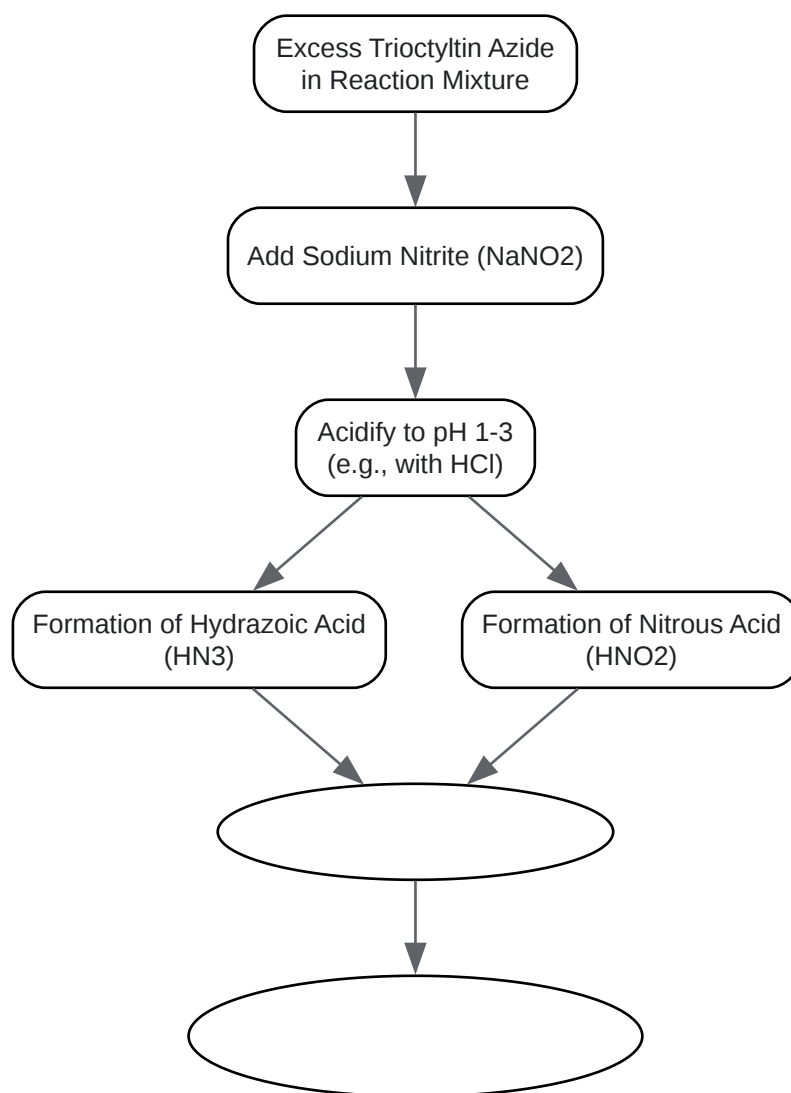 Excess Trioctyltin Azide
in Reaction Mixture
Add Sodium Nitrite (NaNO2)
Acidify to pH 1-3
(e.g., with HCl)
Formation of Hydrazoic Acid
(HN3)
Formation of Nitrous Acid
(HNO2)